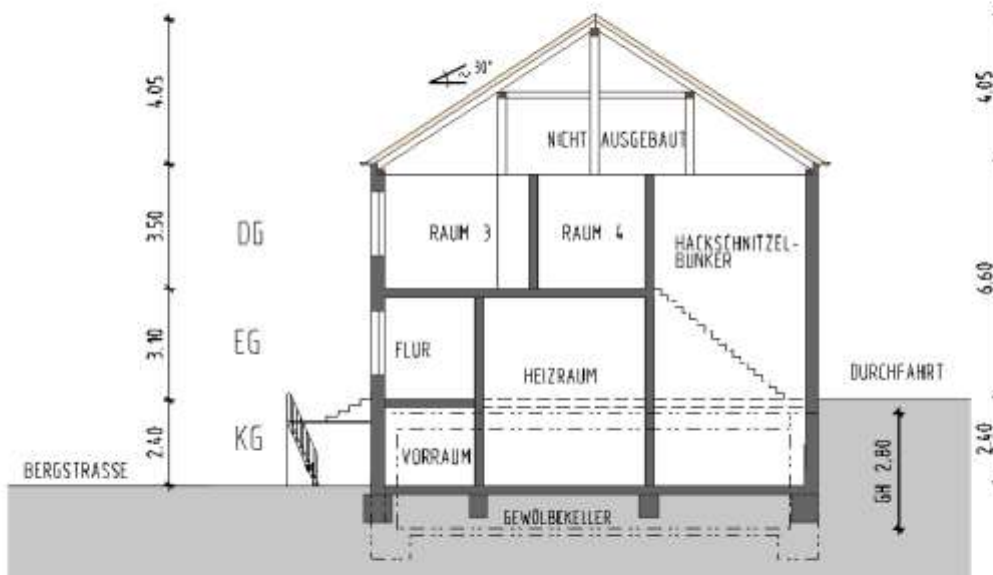 4.05
~ 30°
4.05
NICHT AUSGEBAUT
3.50
DG
RAUM 3
RAUM 4
HACKSCHNITZEL-
BUNKER
6.60
3.10
EG
FLUR
HEIZRAUM
DURCHFAHRT
2.40
KG
VORRAUM
GH 2.80
2.40
BERGSTRASSE
GEWÖLBEKELLER